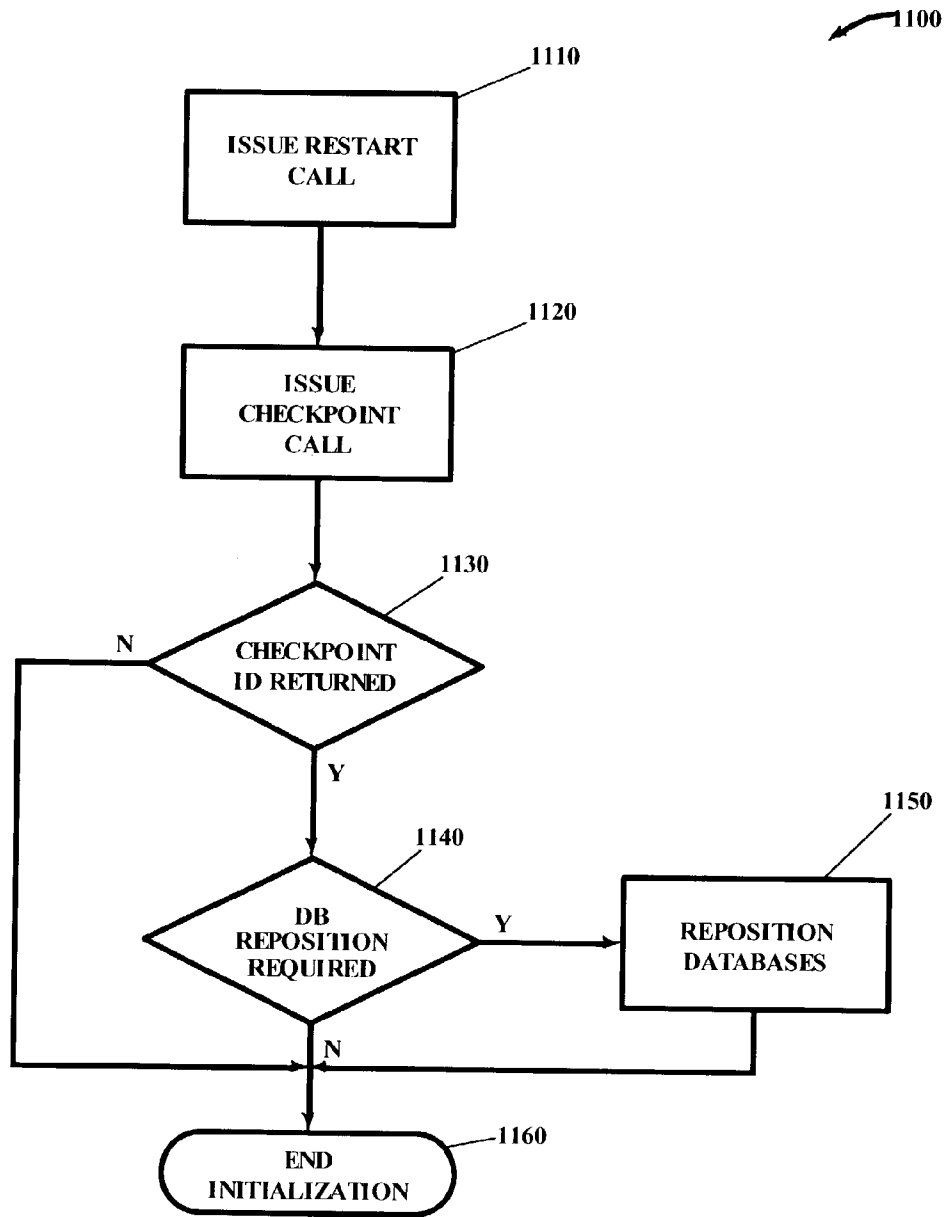 1100
1110
ISSUE RESTART
CALL
1120
ISSUE
CHECKPOINT
CALL
1130
N
CHECKPOINT
ID RETURNED
Y
1140
1150
DB
REPOSITION
REQUIRED
Y
REPOSITION
DATABASES
N
1160
END
INITIALIZATION